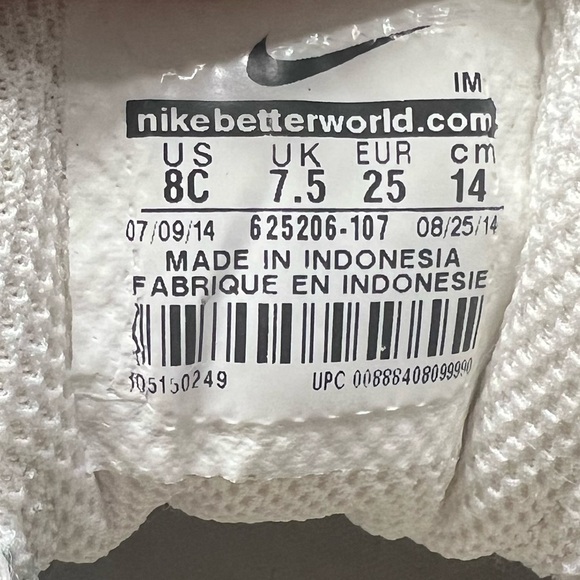 IM
nikebetterworld.com
US UK EUR cm
8C 7.5 25 14
07/09/14 625206-107 08/25/14
MADE IN INDONESIA
FABRIQUE EN INDONESIE
UPC